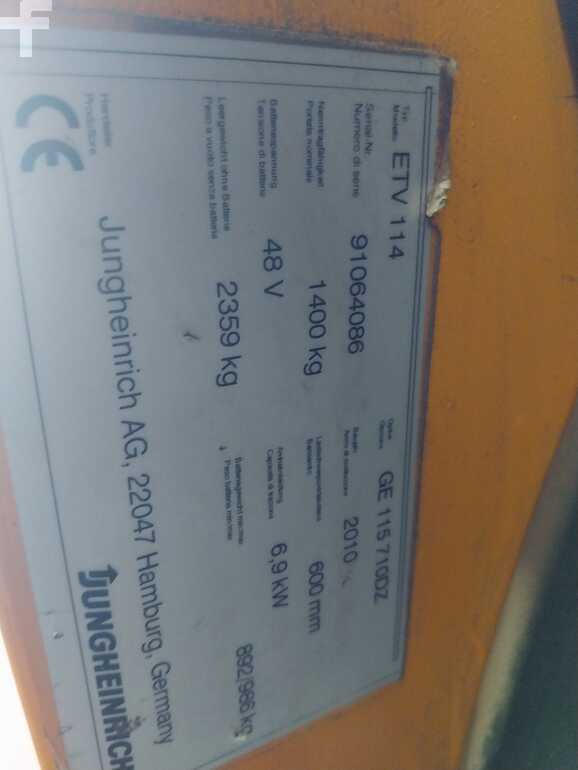 Typ ETV 114 Option GE 115 710DZ
Modello Opzione
Serial-Nr. 91064086 Baujahr 2010
Numero di serie Anno di costruzione
Nenntragfähigkeit 1400 kg 600 mm
Portata nominale Baricentro
Batteriespannung 48 V Antriebsleistung 6,9 kW
Tensione di batteria Capacità di trazione
Leergewicht ohne Batterie 2359 kg Batteriegewicht min/max 892/986 kg
Peso a vuoto senza batteria Peso batteria min/max
Hersteller Jungheinrich AG, 22047 Hamburg, Germany
Produttore
CE JUNGHEINRICH